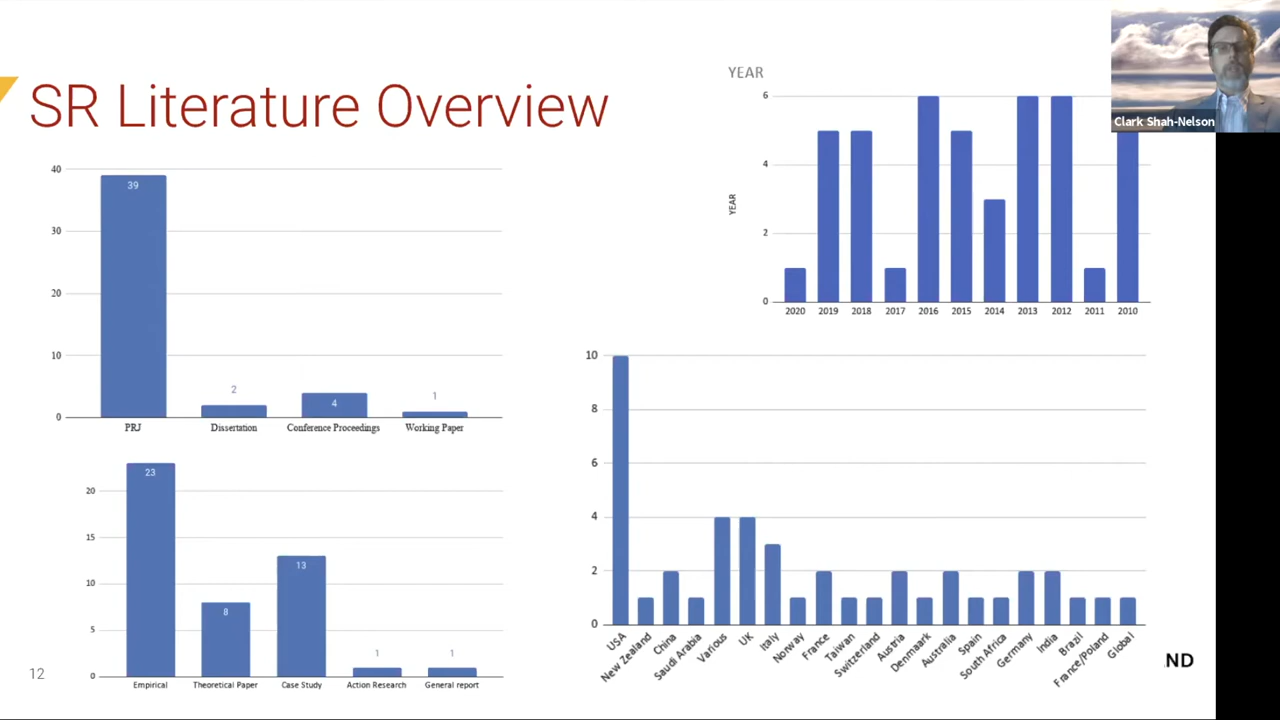 SR Literature Overview
40
30
20
10
0
39
2
4
1
PRJ
Dissertation
Conference Proceedings
Working Paper
20
15
10
5
0
23
8
13
1
1
Empirical
Theoretical Paper
Case Study
Action Research
General report
12
YEAR
YEAR
6
4
2
0
2020
2019
2018
2017
2016
2015
2014
2013
2012
2011
2010
Clark Shah-Nelson
10
8
6
4
2
0
USA
New Zealand
China
Saudi Arabia
Various
UK
Italy
Norway
France
Taiwan
Switzerland
Austria
Denmark
Australia
Spain
South Africa
Germany
India
Brazil
France/Poland
Global
ND